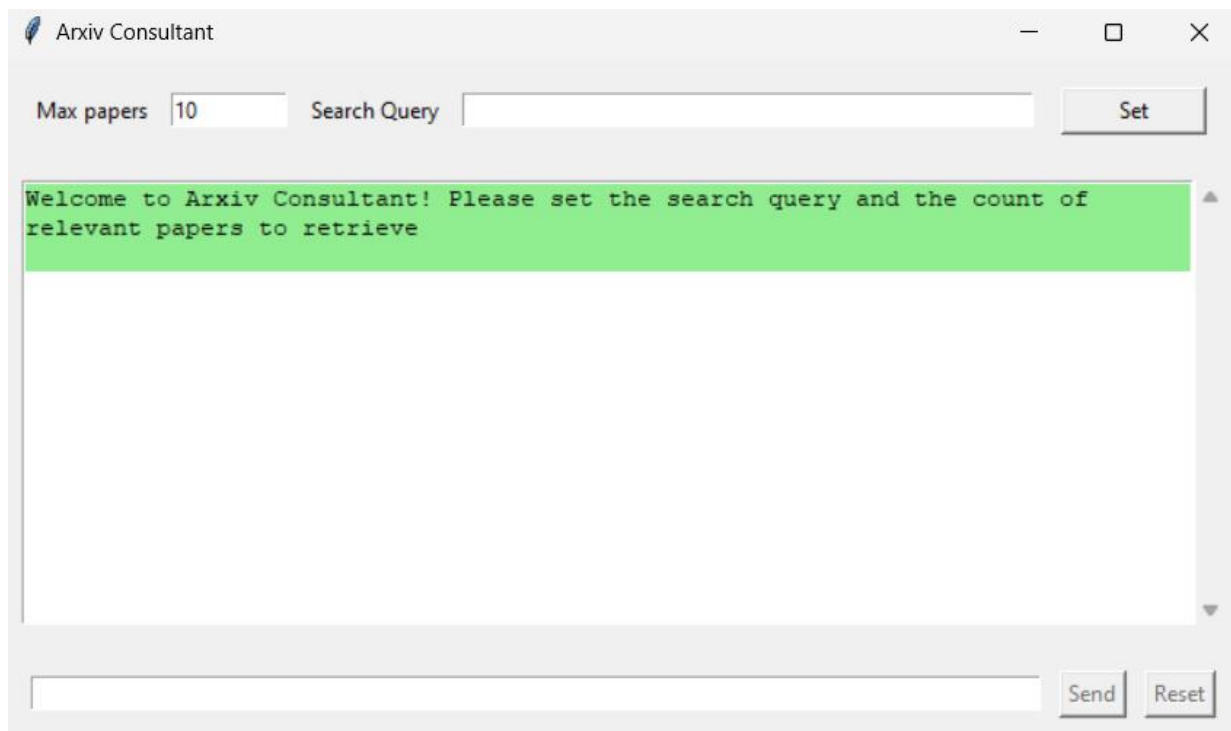 Arxiv Consultant
Max papers 10 Search Query Set
Welcome to Arxiv Consultant! Please set the search query and the count of
relevant papers to retrieve
Send Reset